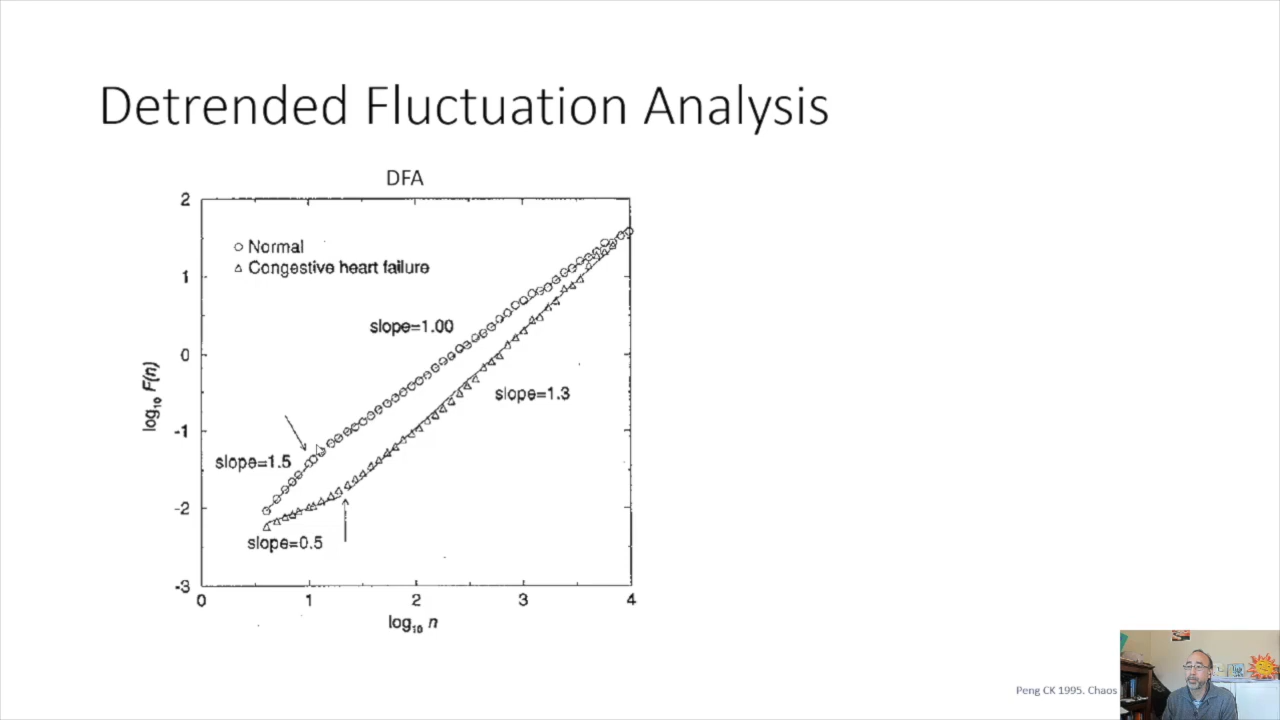 Detrended Fluctuation Analysis
DFA
2
1
0
-1
-2
-3
log₁₀ F(n)
○ Normal
△ Congestive heart failure
slope=1.00
slope=1.3
slope=1.5
slope=0.5
0 1 2 3 4
log₁₀ n
Peng CK 1995. Chaos